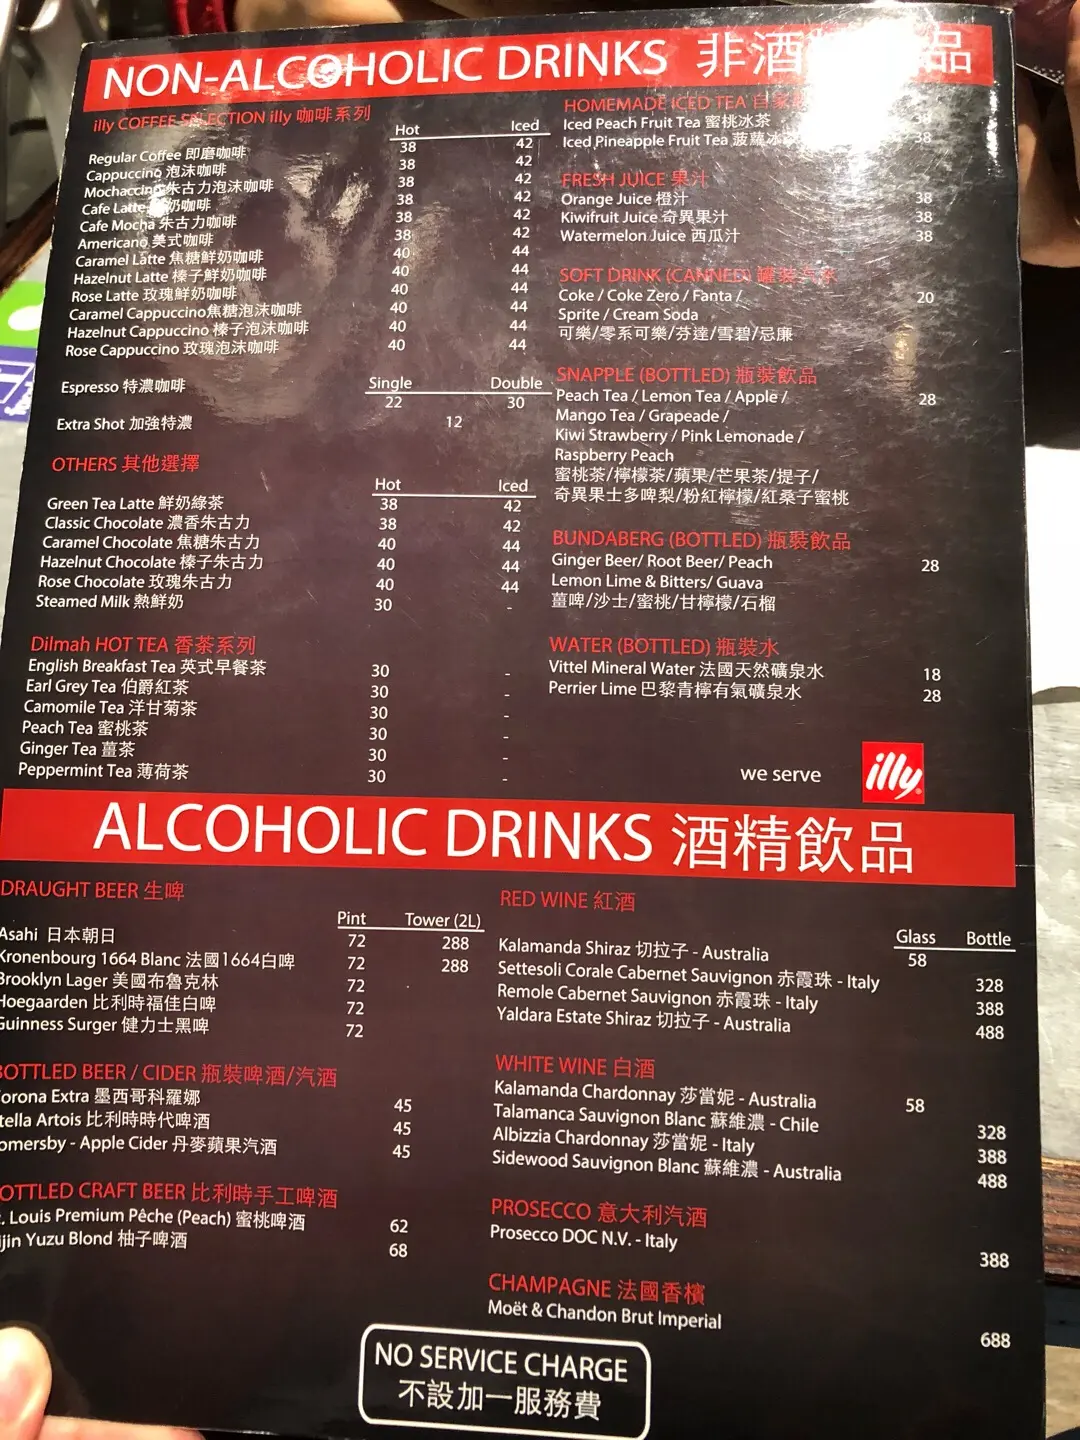 NON-ALCOHOLIC DRINKS 非酒 品
illy COFFEE SELECTION illy 咖啡系列
Hot Iced
Regular Coffee 即磨咖啡 38 42
Cappuccino 泡沫咖啡 38 42
Mochaccino 朱古力泡沫咖啡 38 42
Cafe Latte 奶咖啡 38 42
Cafe Mocha 朱古力咖啡 38 42
Americano 美式咖啡 38 42
Caramel Latte 焦糖鮮奶咖啡 40 44
Hazelnut Latte 榛子鮮奶咖啡 40 44
Rose Latte 玫瑰鮮奶咖啡 40 44
Caramel Cappuccino焦糖泡沫咖啡 40 44
Hazelnut Cappuccino 榛子泡沫咖啡 40 44
Rose Cappuccino 玫瑰泡沫咖啡 40 44
Single Double
Espresso 特濃咖啡 22 30
Extra Shot 加強特濃 12
OTHERS 其他選擇
Hot Iced
Green Tea Latte 鮮奶綠茶 38 42
Classic Chocolate 濃香朱古力 38 42
Caramel Chocolate 焦糖朱古力 40 44
Hazelnut Chocolate 榛子朱古力 40 44
Rose Chocolate 玫瑰朱古力 40 44
Steamed Milk 熱鮮奶 30 -
Dilmah HOT TEA 香茶系列
English Breakfast Tea 英式早餐茶 30 -
Earl Grey Tea 伯爵紅茶 30 -
Camomile Tea 洋甘菊茶 30 -
Peach Tea 蜜桃茶 30 -
Ginger Tea 薑茶 30 -
Peppermint Tea 薄荷茶 30 -
HOMEMADE ICED TEA 自家
Iced Peach Fruit Tea 蜜桃冰茶 38
Iced Pineapple Fruit Tea 菠蘿冰茶 38
FRESH JUICE 果汁
Orange Juice 橙汁 38
Kiwifruit Juice 奇異果汁 38
Watermelon Juice 西瓜汁 38
SOFT DRINK (CANNED) 罐裝汽水
Coke / Coke Zero / Fanta / 20
Sprite / Cream Soda
可樂/零系可樂/芬達/雪碧/忌廉
SNAPPLE (BOTTLED) 瓶裝飲品
Peach Tea / Lemon Tea / Apple / 28
Mango Tea / Grapeade /
Kiwi Strawberry / Pink Lemonade /
Raspberry Peach
蜜桃茶/檸檬茶/蘋果/芒果茶/提子/
奇異果士多啤梨/粉紅檸檬/紅桑子蜜桃
BUNDABERG (BOTTLED) 瓶裝飲品
Ginger Beer/ Root Beer/ Peach 28
Lemon Lime & Bitters/ Guava
薑啤/沙士/蜜桃/甘檸檬/石榴
WATER (BOTTLED) 瓶裝水
Vittel Mineral Water 法國天然礦泉水 18
Perrier Lime 巴黎青檸有氣礦泉水 28
we serve illy
ALCOHOLIC DRINKS 酒精飲品
DRAUGHT BEER 生啤
Pint Tower (2L)
Asahi 日本朝日 72 288
Kronenbourg 1664 Blanc 法國1664白啤 72 288
Brooklyn Lager 美國布魯克林 72
Hoegaarden 比利時福佳白啤 72
Guinness Surger 健力士黑啤 72
BOTTLED BEER / CIDER 瓶裝啤酒/汽酒
orona Extra 墨西哥科羅娜 45
tella Artois 比利時時代啤酒 45
omersby - Apple Cider 丹麥蘋果汽酒 45
OTTLED CRAFT BEER 比利時手工啤酒
. Louis Premium Pêche (Peach) 蜜桃啤酒 62
ijin Yuzu Blond 柚子啤酒 68
RED WINE 紅酒
Glass Bottle
Kalamanda Shiraz 切拉子 - Australia 58
Settesoli Corale Cabernet Sauvignon 赤霞珠 - Italy 328
Remole Cabernet Sauvignon 赤霞珠 - Italy 388
Yaldara Estate Shiraz 切拉子 - Australia 488
WHITE WINE 白酒
Kalamanda Chardonnay 莎當妮 - Australia 58
Talamanca Sauvignon Blanc 蘇維濃 - Chile 328
Albizzia Chardonnay 莎當妮 - Italy 388
Sidewood Sauvignon Blanc 蘇維濃 - Australia 488
PROSECCO 意大利汽酒
Prosecco DOC N.V. - Italy 388
CHAMPAGNE 法國香檳
Moët & Chandon Brut Imperial 688
NO SERVICE CHARGE
不設加一服務費